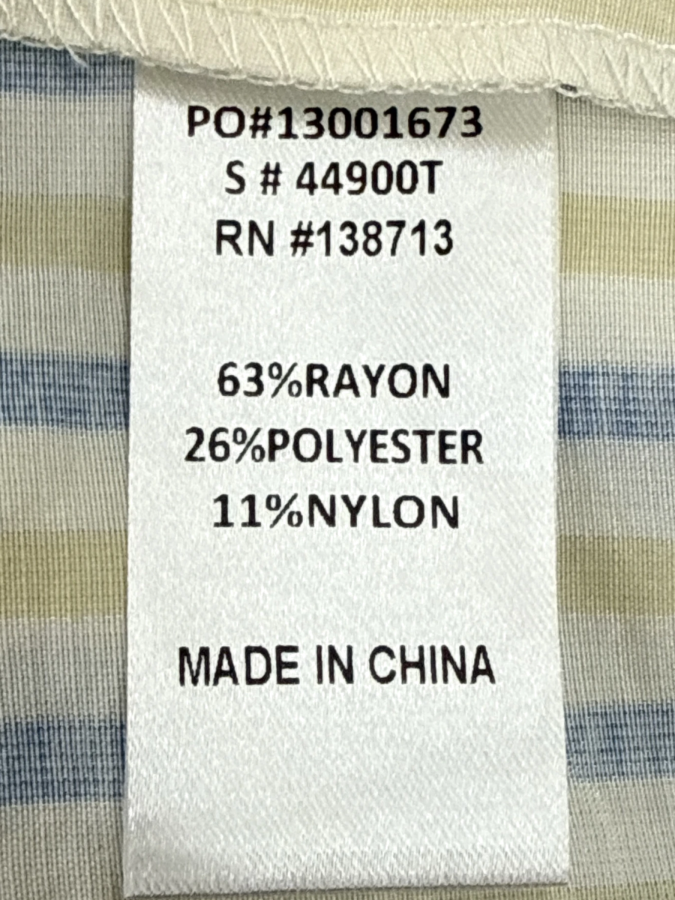 PO#13001673
S # 44900T
RN #138713
63%RAYON
26%POLYESTER
11%NYLON
MADE IN CHINA